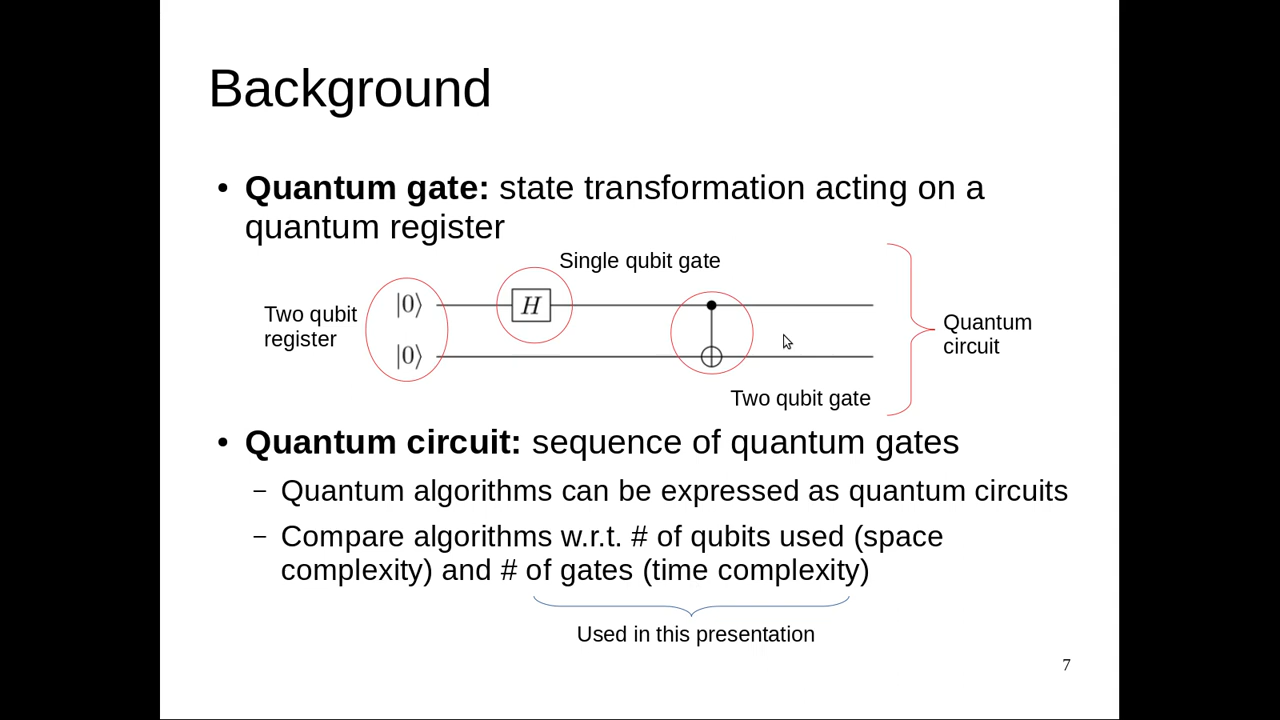 Background
• Quantum gate: state transformation acting on a
quantum register
Single qubit gate
Two qubit
register
|0⟩
H
|0⟩
Quantum
circuit
Two qubit gate
• Quantum circuit: sequence of quantum gates
– Quantum algorithms can be expressed as quantum circuits
– Compare algorithms w.r.t. # of qubits used (space
complexity) and # of gates (time complexity)
Used in this presentation
7